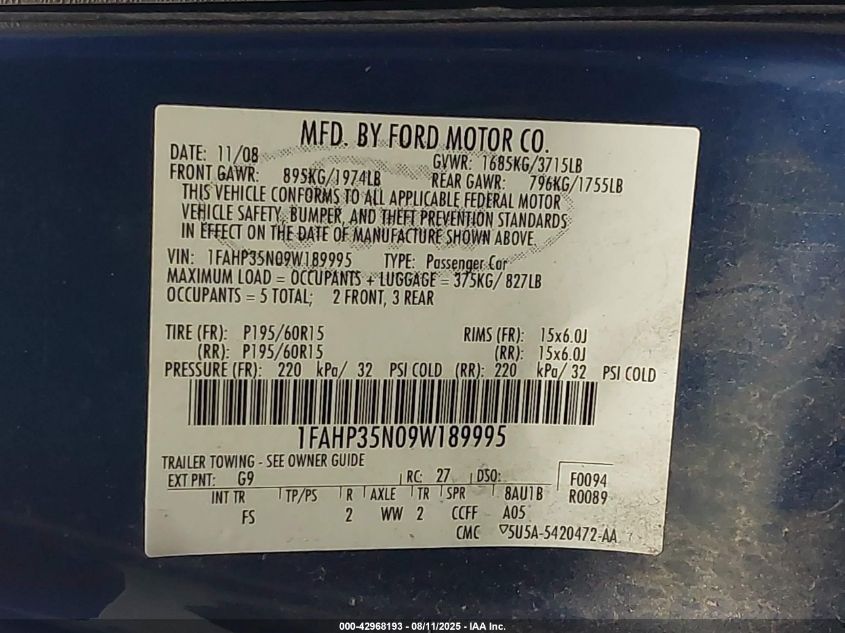 MFD. BY FORD MOTOR CO.
DATE: 11/08 GVWR: 1685KG/3715LB
FRONT GAWR: 895KG/1974LB REAR GAWR: 796KG/1755LB
THIS VEHICLE CONFORMS TO ALL APPLICABLE FEDERAL MOTOR
VEHICLE SAFETY, BUMPER, AND THEFT PREVENTION STANDARDS
IN EFFECT ON THE DATE OF MANUFACTURE SHOWN ABOVE
VIN: 1FAHP35N09W189995 TYPE: Passenger Car
MAXIMUM LOAD = OCCUPANTS + LUGGAGE = 375KG/ 827LB
OCCUPANTS = 5 TOTAL; 2 FRONT, 3 REAR
TIRE (FR): P195/60R15 RIMS (FR): 15x6.0J
(RR): P195/60R15 (RR): 15x6.0J
PRESSURE (FR): 220 kPa/ 32 PSI COLD (RR): 220 kPa/ 32 PSI COLD
1FAHP35N09W189995
TRAILER TOWING - SEE OWNER GUIDE
EXT PNT: G9 RC: 27 DSO: F0094
INT TR TP/PS R AXLE TR SPR 8AU1B R0089
FS 2 WW 2 CCFF A05
CMC ▽5U5A-5420472-AA
000-42968193 - 08/11/2025 - IAA Inc.